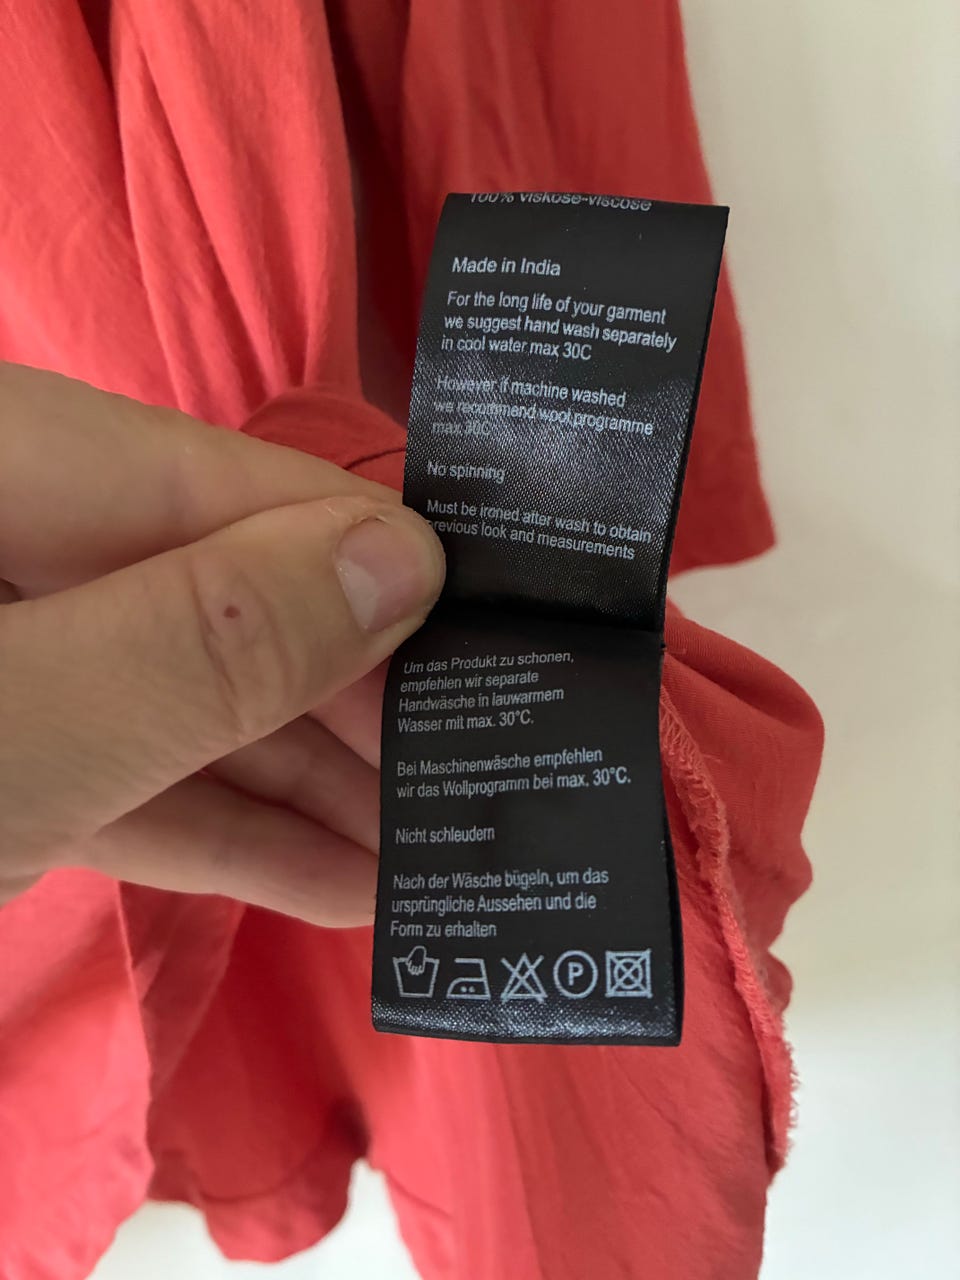 100% viskose-viscose
Made in India
For the long life of your garment
we suggest hand wash separately
in cool water max 30C
However if machine washed
we recommend wool programme
max 30C
No spinning
Must be ironed after wash to obtain
previous look and measurements
Um das Produkt zu schonen,
empfehlen wir separate
Handwäsche in lauwarmem
Wasser mit max. 30°C.
Bei Maschinenwäsche empfehlen
wir das Wollprogramm bei max. 30°C.
Nicht schleudern
Nach der Wäsche bügeln, um das
ursprüngliche Aussehen und die
Form zu erhalten
P